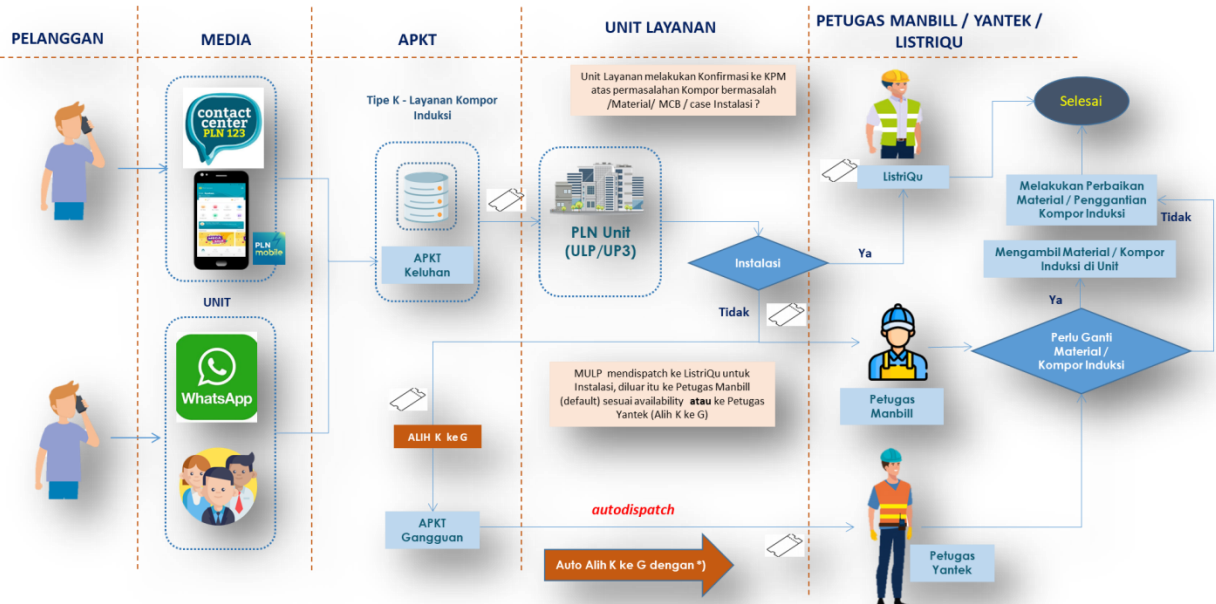 PELANGGAN
MEDIA
APKT
UNIT LAYANAN
PETUGAS MANBILL / YANTEK /
LISTRIQU
contact
center
PLN 123
PLN
mobile
UNIT
WhatsApp
Tipe K - Layanan Kompor
Induksi
APKT
Keluhan
Unit Layanan melakukan Konfirmasi ke KPM
atas permasalahan Kompor bermasalah
/Material/ MCB / case Instalasi ?
PLN Unit
(ULP/UP3)
Instalasi
Ya
Tidak
ListriQu
Selesai
Melakukan Perbaikan
Material / Penggantian
Kompor Induksi
Tidak
Mengambil Material / Kompor
Induksi di Unit
Ya
Perlu Ganti
Material /
Kompor Induksi
MULP mendispatch ke ListriQu untuk
Instalasi, diluar itu ke Petugas Manbill
(default) sesuai availability atau ke Petugas
Yantek (Alih K ke G)
Petugas
Manbill
ALIH K ke G
APKT
Gangguan
autodispatch
Auto Alih K ke G dengan *)
Petugas
Yantek